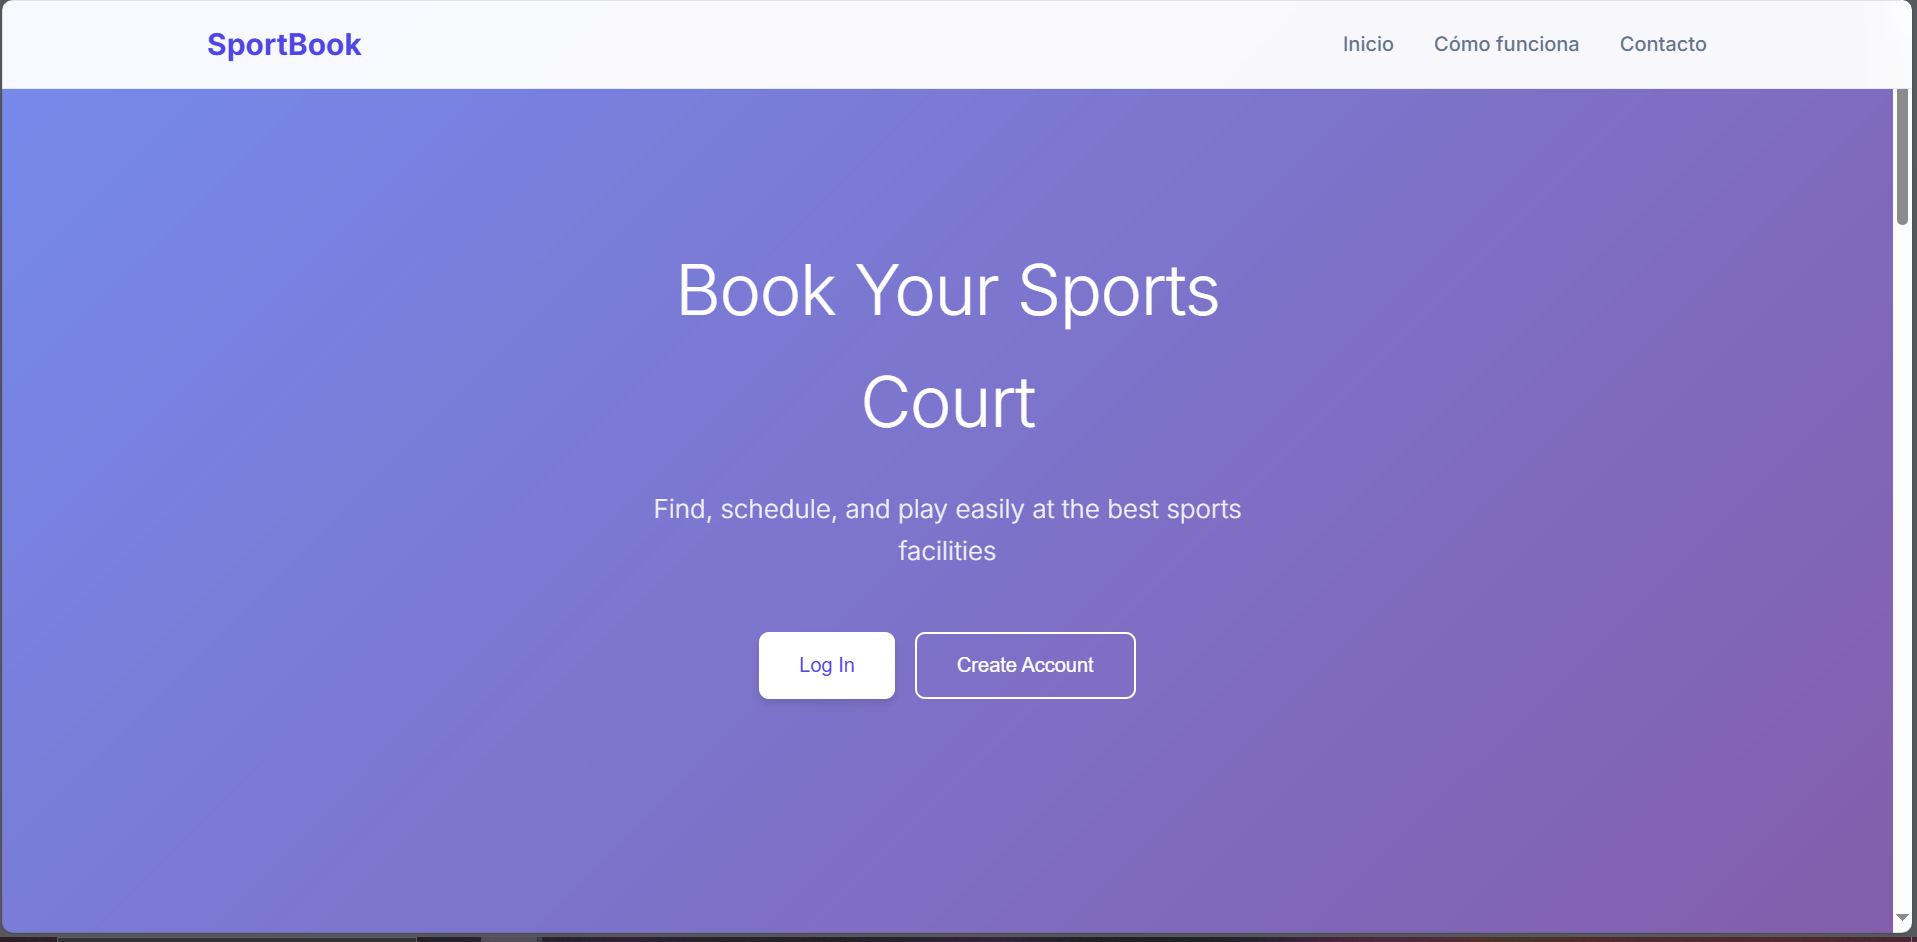 SportBook
Inicio
Cómo funciona
Contacto
Book Your Sports
Court
Find, schedule, and play easily at the best sports
facilities
Log In
Create Account